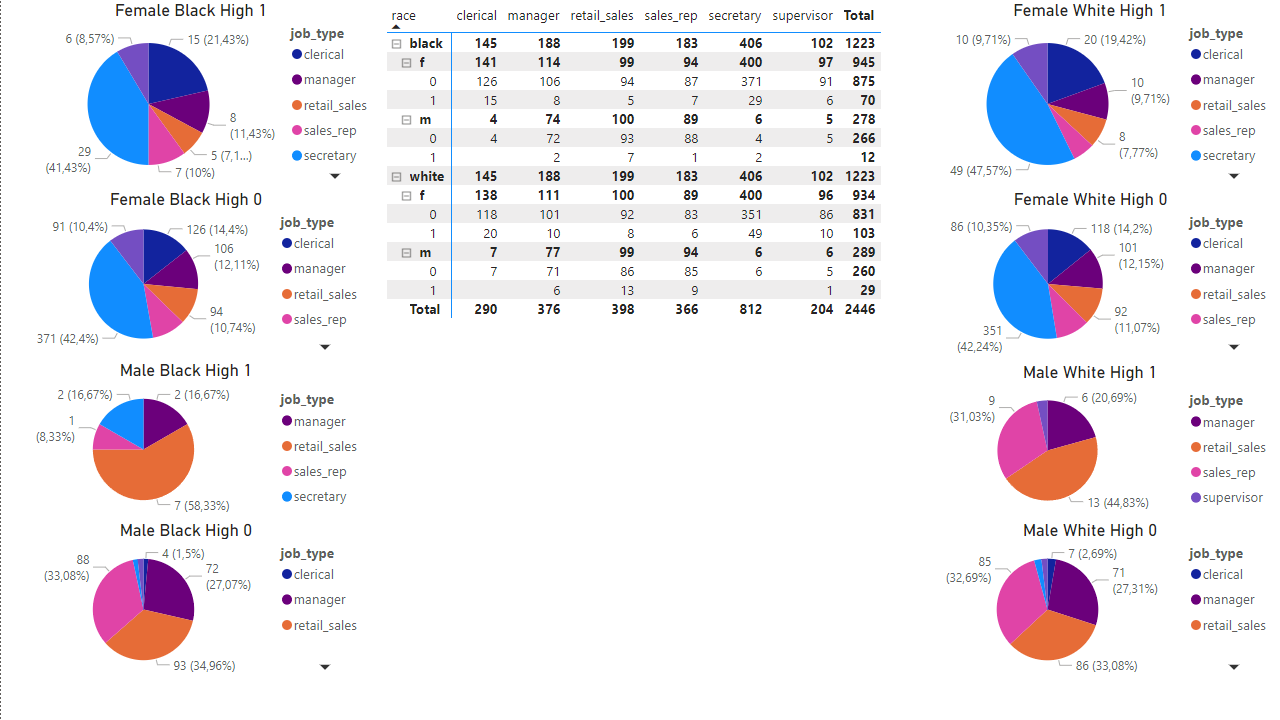 Female Black High 1
6 (8,57%)
15 (21,43%)
8
(11,43%)
5 (7,1...)
7 (10%)
29
(41,43%)
job_type
clerical
manager
retail_sales
sales_rep
secretary
Female Black High 0
91 (10,4%)
126 (14,4%)
106
(12,11%)
94
(10,74%)
371 (42,4%)
job_type
clerical
manager
retail_sales
sales_rep
Male Black High 1
2 (16,67%)
2 (16,67%)
1
(8,33%)
7 (58,33%)
job_type
manager
retail_sales
sales_rep
secretary
Male Black High 0
88
(33,08%)
4 (1,5%)
72
(27,07%)
93 (34,96%)
job_type
clerical
manager
retail_sales
race clerical manager retail_sales sales_rep secretary supervisor Total
black 145 188 199 183 406 102 1223
f 141 114 99 94 400 97 945
0 126 106 94 87 371 91 875
1 15 8 5 7 29 6 70
m 4 74 100 89 6 5 278
0 4 72 93 88 4 5 266
1 2 7 1 2 12
white 145 188 199 183 406 102 1223
f 138 111 100 89 400 96 934
0 118 101 92 83 351 86 831
1 20 10 8 6 49 10 103
m 7 77 99 94 6 6 289
0 7 71 86 85 6 5 260
1 6 13 9 1 29
Total 290 376 398 366 812 204 2446
Female White High 1
10 (9,71%)
20 (19,42%)
10
(9,71%)
8
(7,77%)
49 (47,57%)
job_type
clerical
manager
retail_sales
sales_rep
secretary
Female White High 0
86 (10,35%)
118 (14,2%)
101
(12,15%)
92
(11,07%)
351
(42,24%)
job_type
clerical
manager
retail_sales
sales_rep
Male White High 1
9
(31,03%)
6 (20,69%)
13 (44,83%)
job_type
manager
retail_sales
sales_rep
supervisor
Male White High 0
85
(32,69%)
7 (2,69%)
71
(27,31%)
86 (33,08%)
job_type
clerical
manager
retail_sales